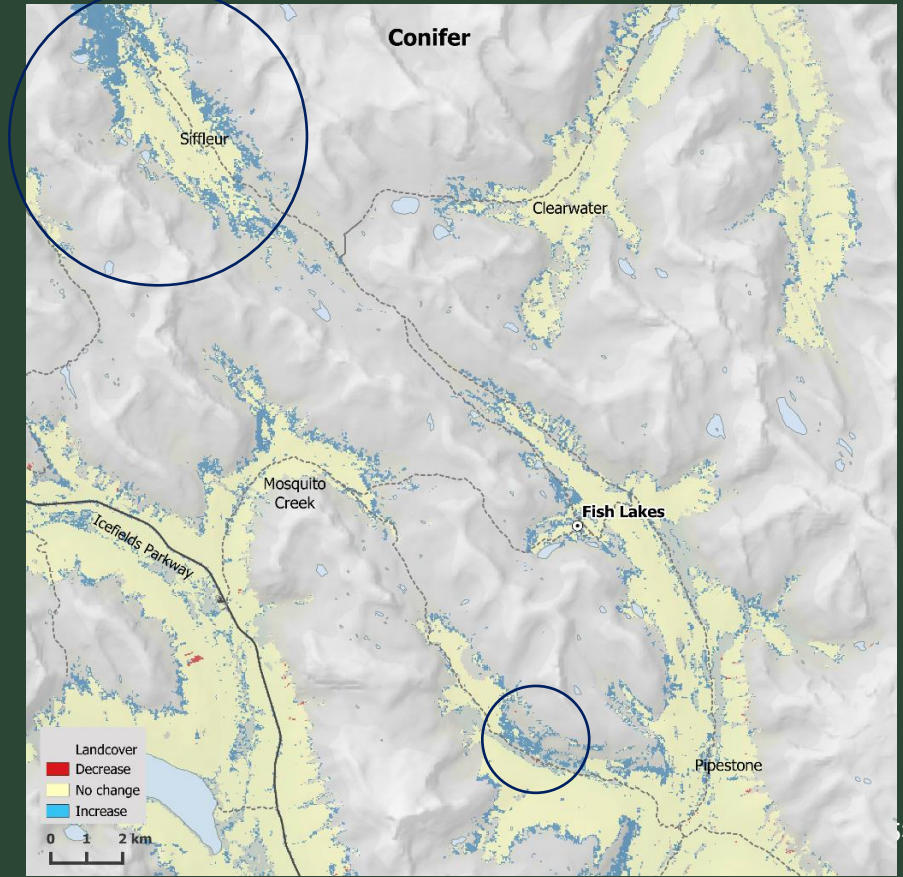 Conifer
Siffleur
Clearwater
Mosquito
Creek
Fish Lakes
Icefields Parkway
Pipestone
Landcover
Decrease
No change
Increase
0 1 2 km
5